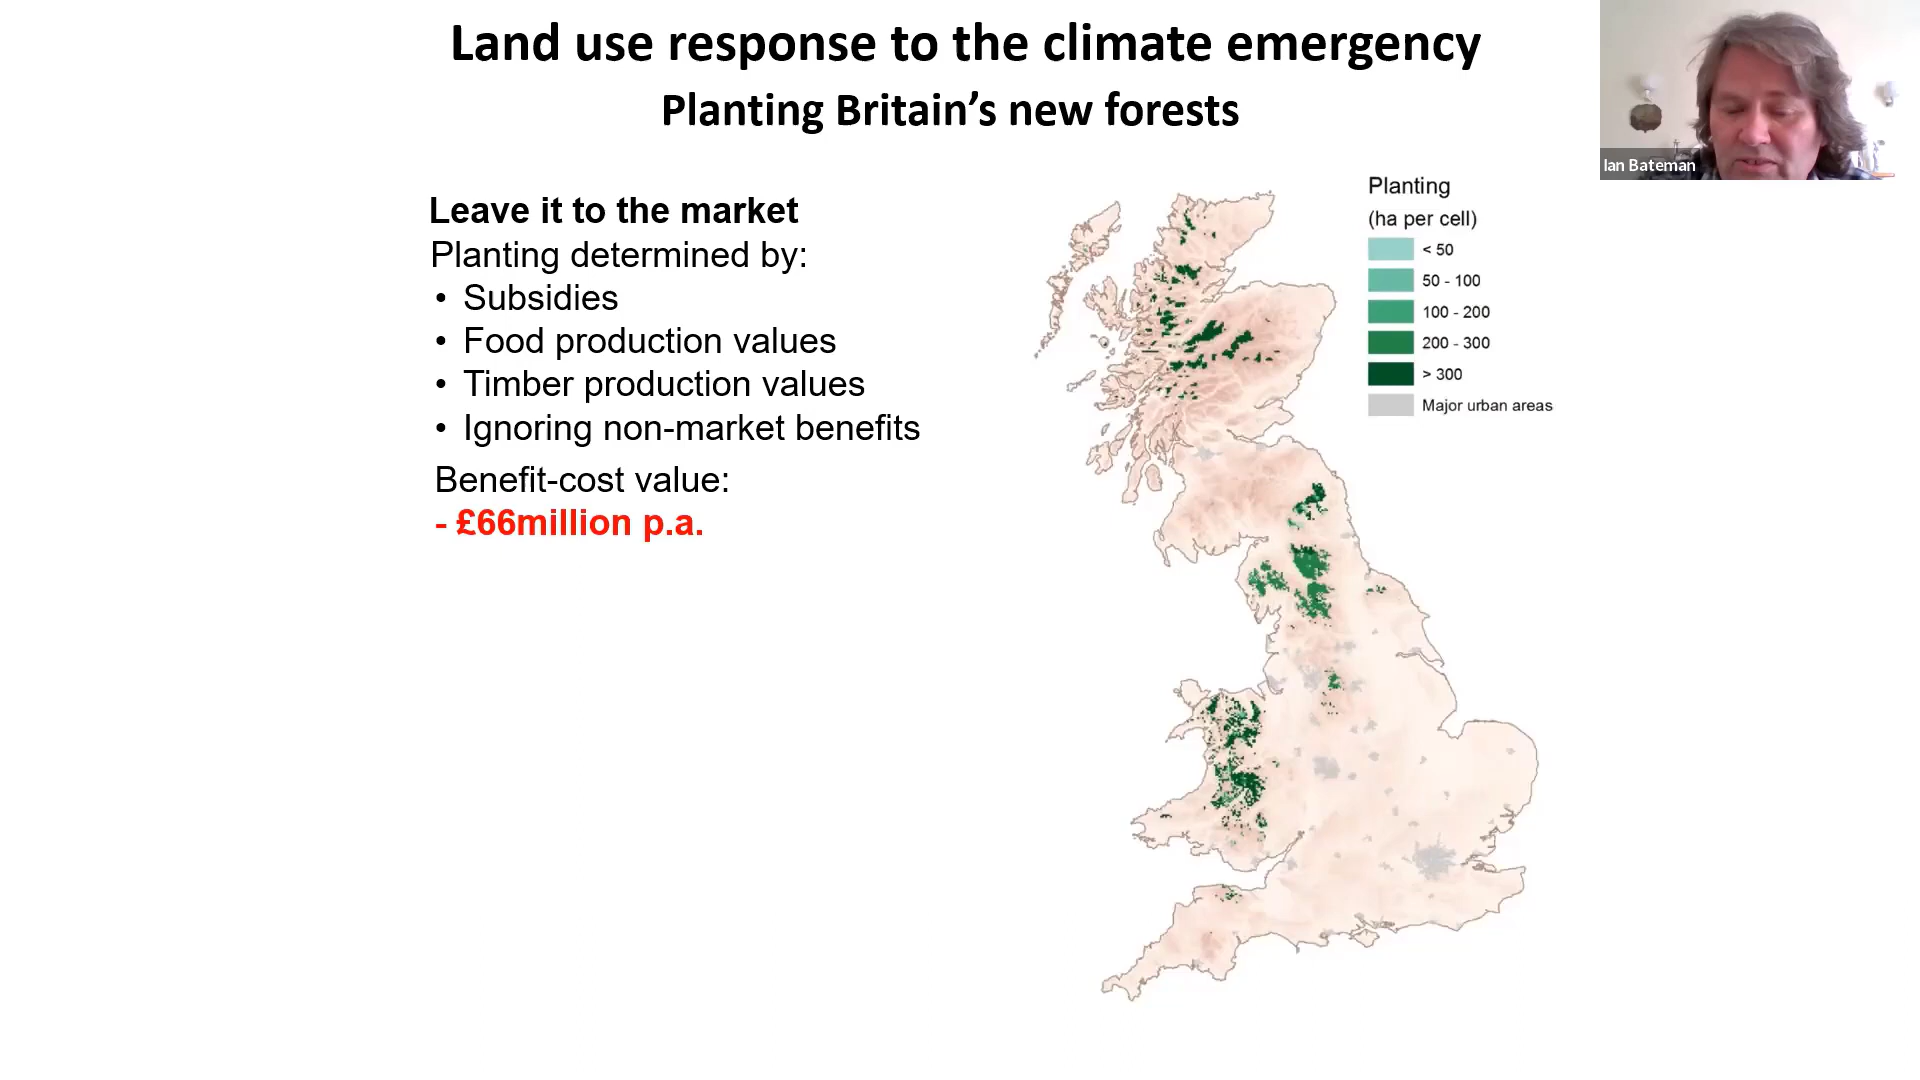 Land use response to the climate emergency
Planting Britain’s new forests
Ian Bateman
Leave it to the market
Planting determined by:
• Subsidies
• Food production values
• Timber production values
• Ignoring non-market benefits
Benefit-cost value:
- £66million p.a.
Planting
(ha per cell)
< 50
50 - 100
100 - 200
200 - 300
> 300
Major urban areas